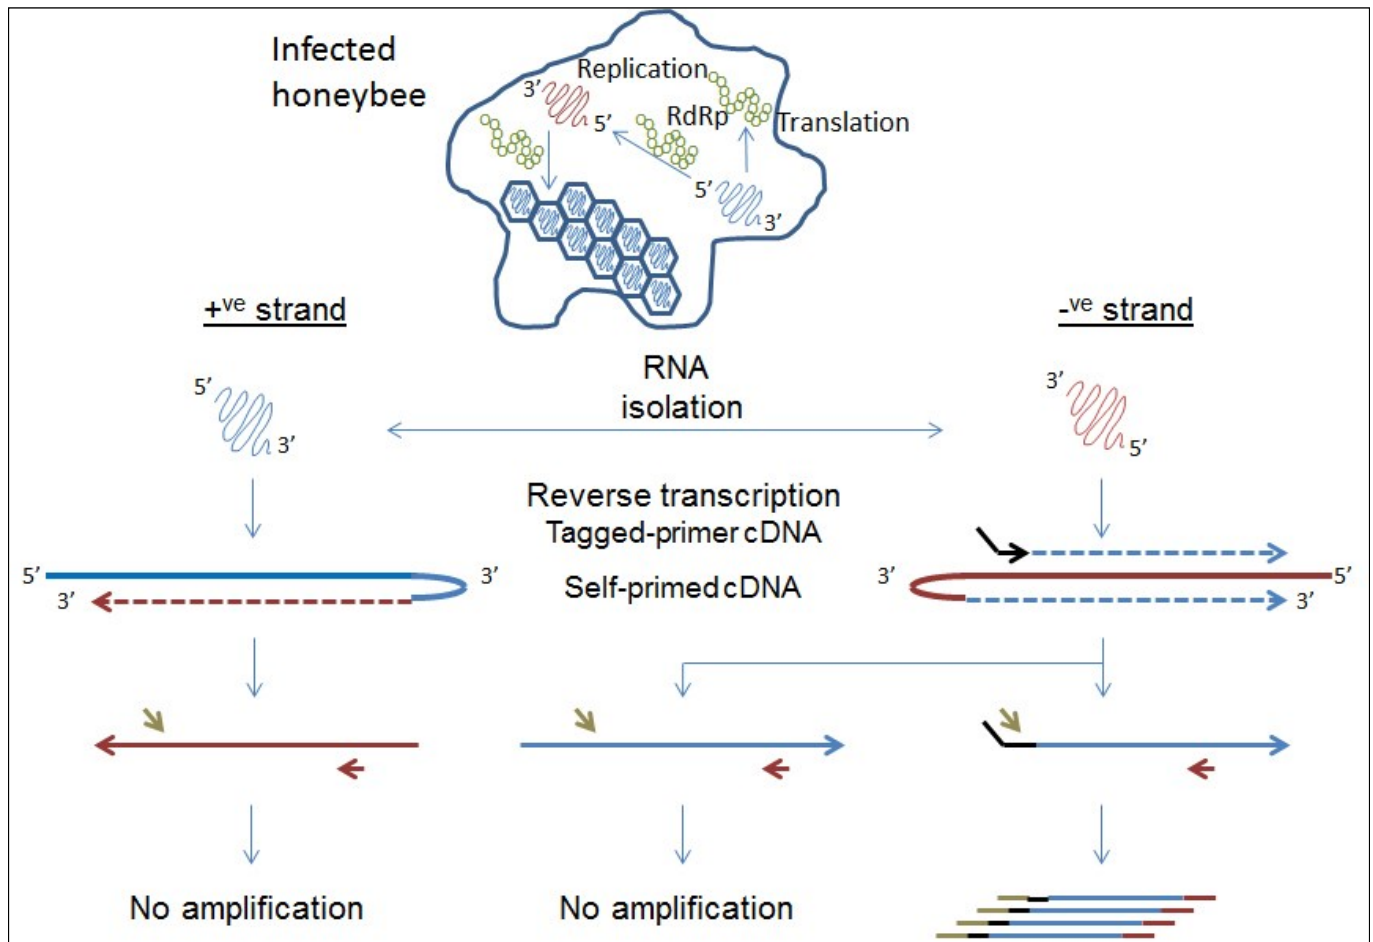 Infected
honeybee
Replication
3’
5’
RdRp
Translation
5’
3’
+ve strand
-ve strand
RNA
isolation
5’
3’
3’
5’
Reverse transcription
Tagged-primer cDNA
Self-primed cDNA
5’
3’
3’
3’
5’
3’
No amplification
No amplification